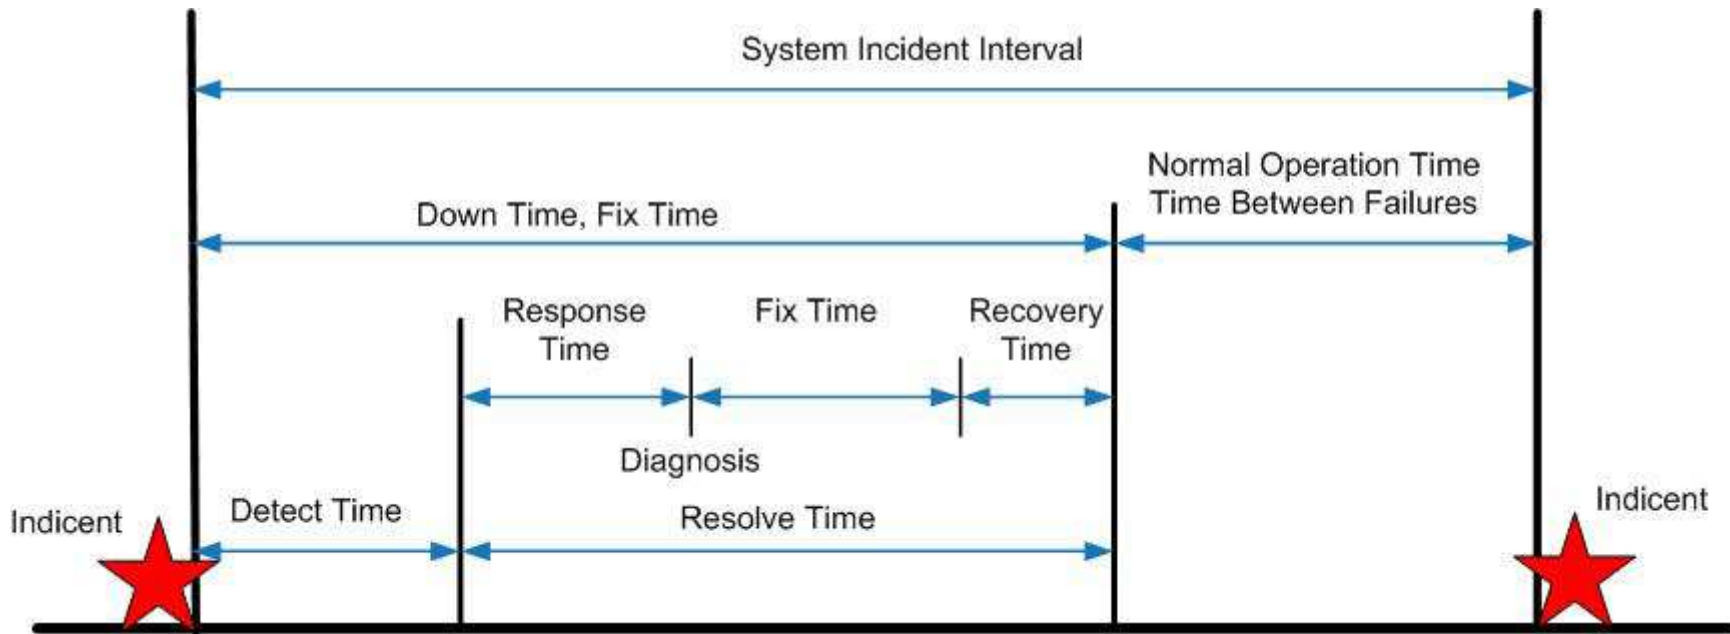 System Incident Interval
Normal Operation Time
Time Between Failures
Down Time, Fix Time
Response
Time
Fix Time
Recovery
Time
Diagnosis
Indicent
Detect Time
Resolve Time
Indicent